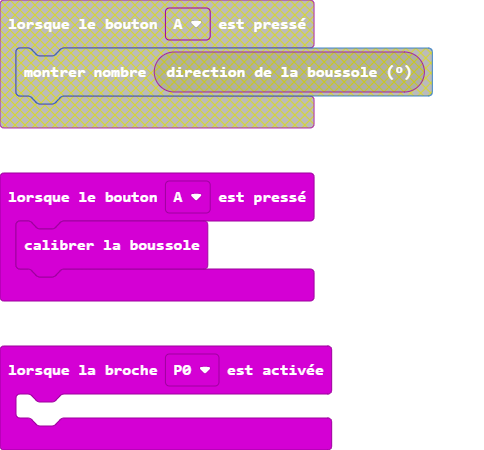 lorsque le bouton A est pressé
montrer nombre direction de la boussole (º)
lorsque le bouton A est pressé
calibrer la boussole
lorsque la broche P0 est activée